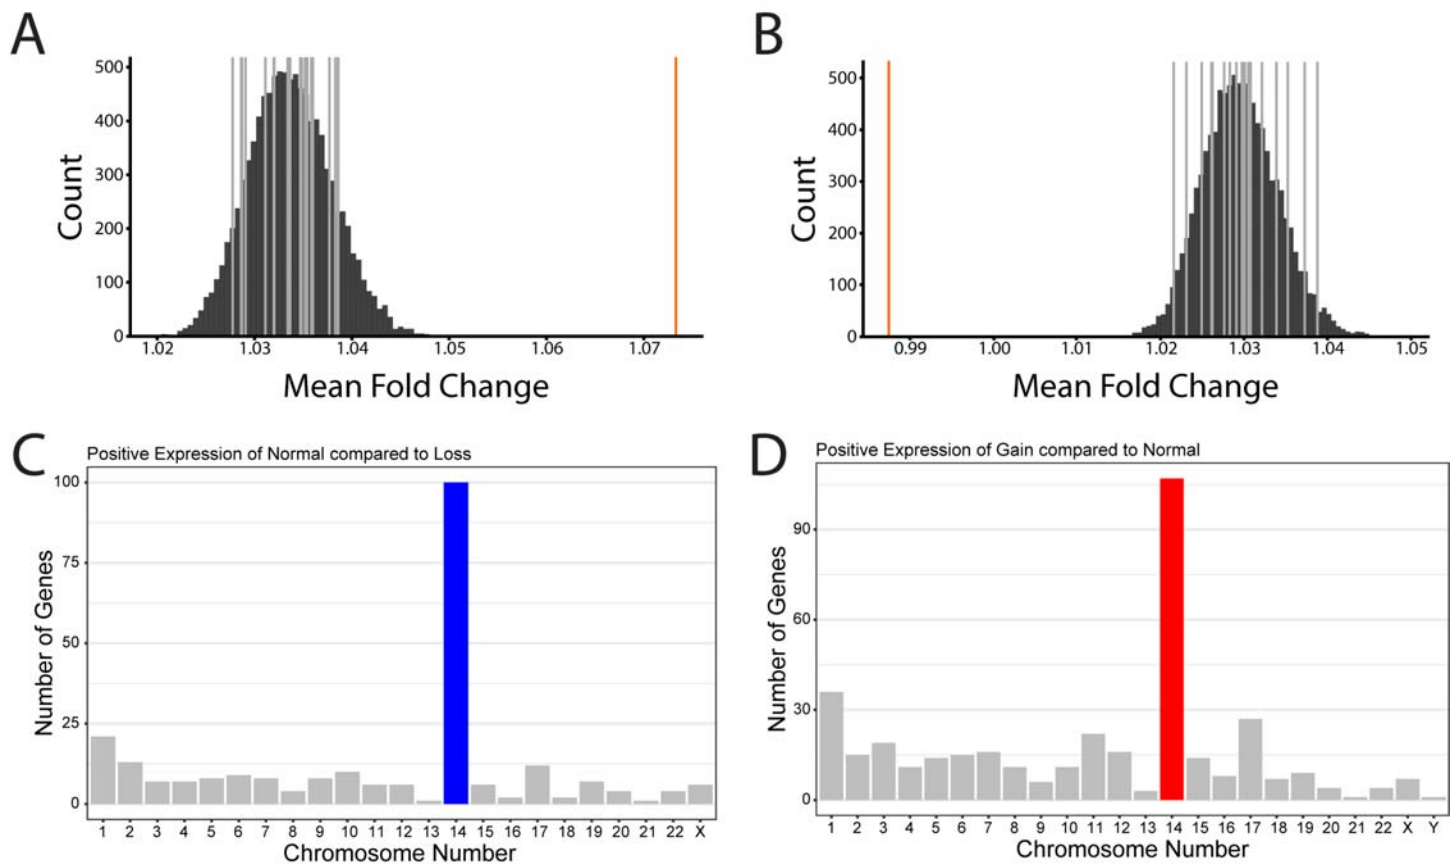 A
500
400
300
200
100
0
Count
1.02 1.03 1.04 1.05 1.06 1.07
Mean Fold Change
B
500
400
300
200
100
0
Count
0.99 1.00 1.01 1.02 1.03 1.04 1.05
Mean Fold Change
C
Positive Expression of Normal compared to Loss
100
75
50
25
0
Number of Genes
1 2 3 4 5 6 7 8 9 10 11 12 13 14 15 16 17 18 19 20 21 22 X
Chromosome Number
D
Positive Expression of Gain compared to Normal
90
60
30
0
Number of Genes
1 2 3 4 5 6 7 8 9 10 11 12 13 14 15 16 17 18 19 20 21 22 X Y
Chromosome Number